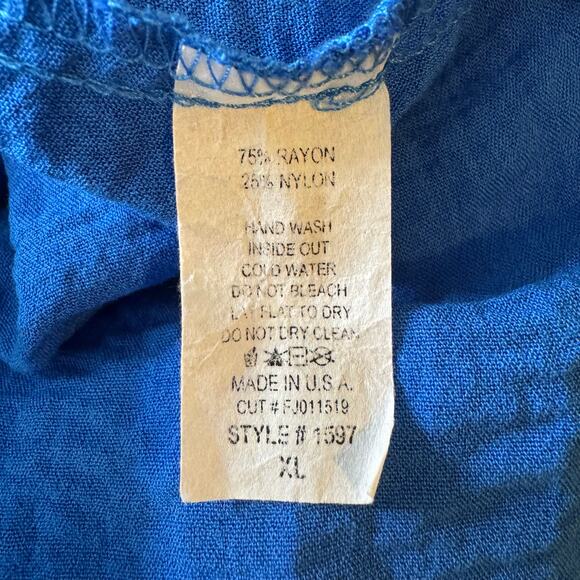 75% RAYON
25% NYLON
HAND WASH
INSIDE OUT
COLD WATER
DO NOT BLEACH
LAY FLAT TO DRY
DO NOT DRY CLEAN
MADE IN U.S.A.
CUT # FJ011519
STYLE # 1597
XL